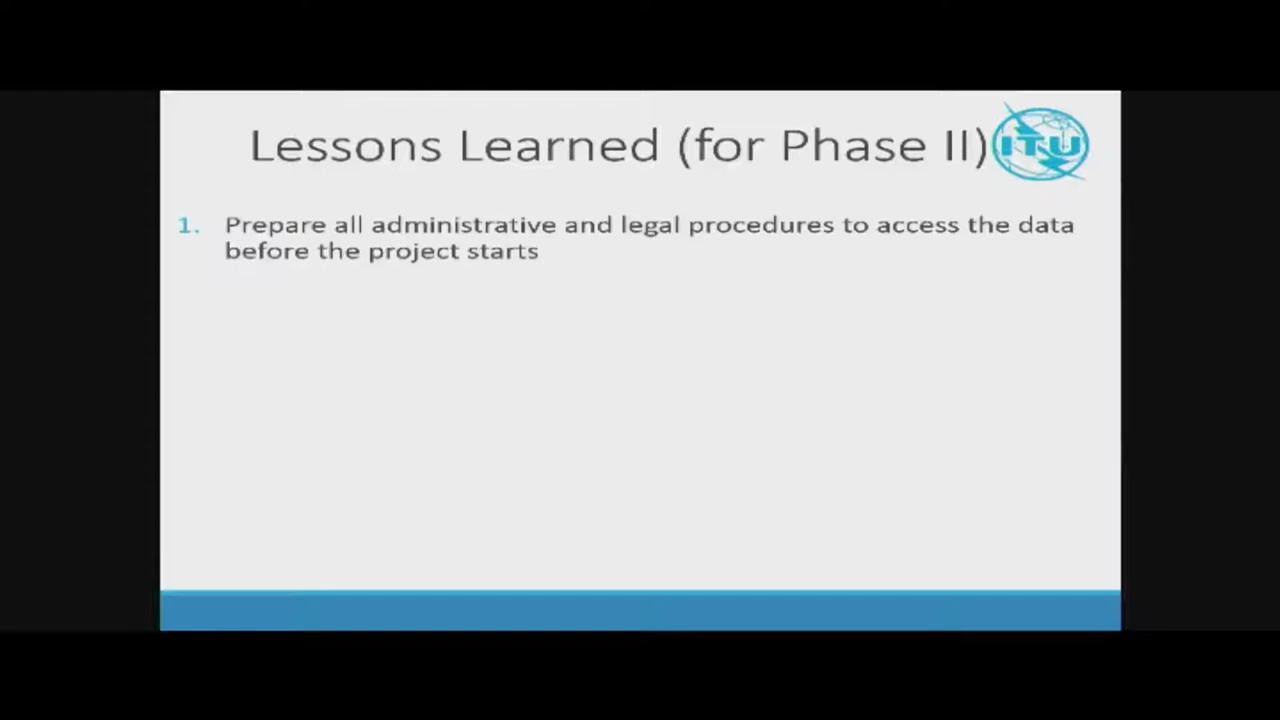 Lessons Learned (for Phase II)
ITU
1. Prepare all administrative and legal procedures to access the data
before the project starts